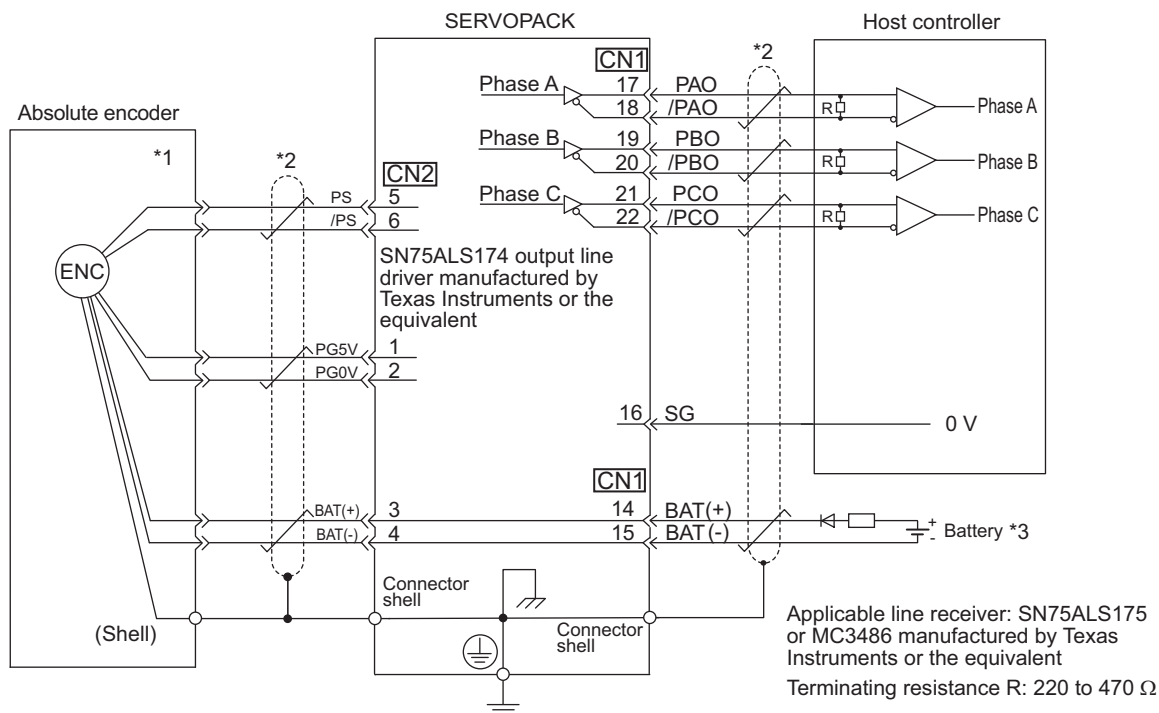 SERVOPACK
Host controller
Absolute encoder
*1
*2
CN2
PS 5
/PS 6
ENC
SN75ALS174 output line
driver manufactured by
Texas Instruments or the
equivalent
PG5V 1
PG0V 2
BAT(+) 3
BAT(-) 4
(Shell)
Connector
shell
CN1
*2
Phase A 17 PAO
18 /PAO R Phase A
Phase B 19 PBO
20 /PBO R Phase B
Phase C 21 PCO
22 /PCO R Phase C
16 SG 0 V
CN1
14 BAT(+)
15 BAT (-)
+
-
Battery *3
Connector
shell
Applicable line receiver: SN75ALS175
or MC3486 manufactured by Texas
Instruments or the equivalent
Terminating resistance R: 220 to 470 Ω